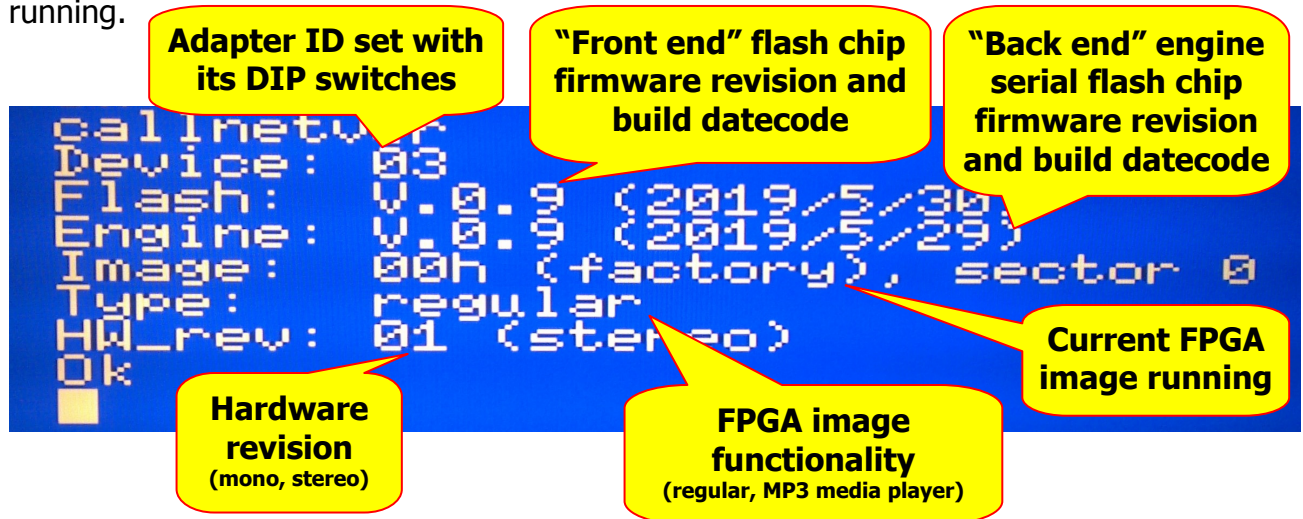 running.
Adapter ID set with
its DIP switches
“Front end” flash chip
firmware revision and
build datecode
“Back end” engine
serial flash chip
firmware revision
and build datecode
callnetver
Device: 03
Flash: V.0.9 (2019/5/30)
Engine: V.0.9 (2019/5/29)
Image: 00h (factory), sector 0
Type: regular
HW_rev: 01 (stereo)
Ok
Hardware
revision
(mono, stereo)
FPGA image
functionality
(regular, MP3 media player)
Current FPGA
image running